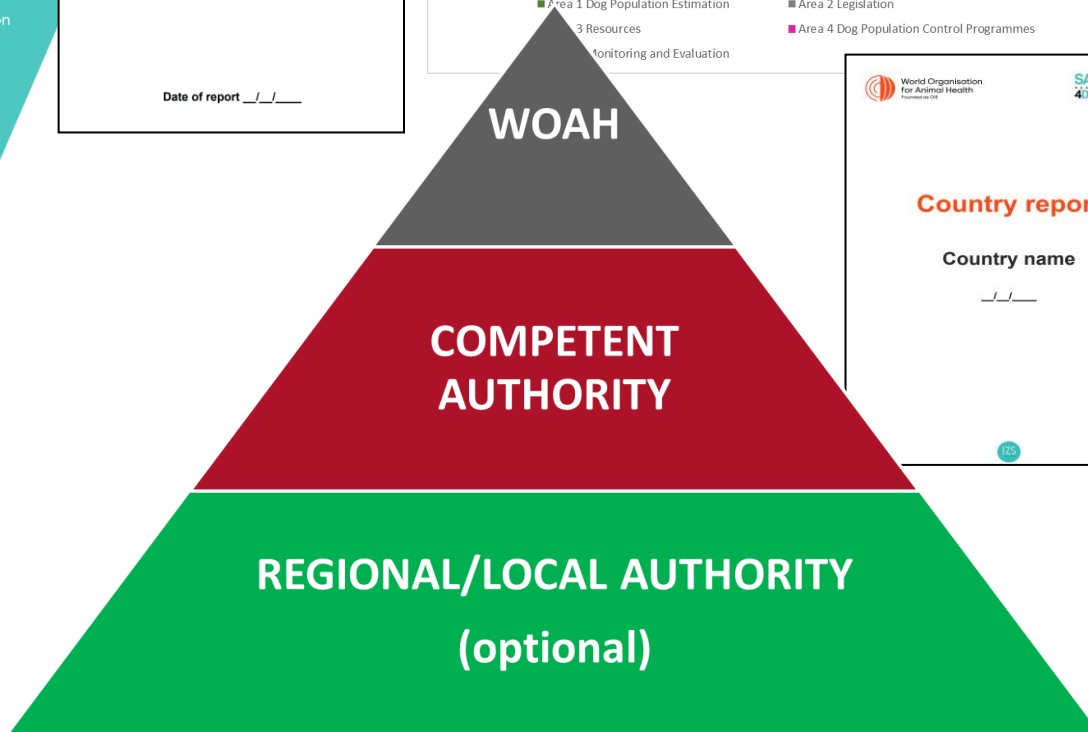 on
Date of report __/__/____
Area 1 Dog Population Estimation
Area 2 Legislation
3 Resources
Area 4 Dog Population Control Programmes
Monitoring and Evaluation
World Organisation
for Animal Health
Founded as OIE
SA
4D
WOAH
Country repor
Country name
__/__/____
COMPETENT
AUTHORITY
IZS
REGIONAL/LOCAL AUTHORITY
(optional)